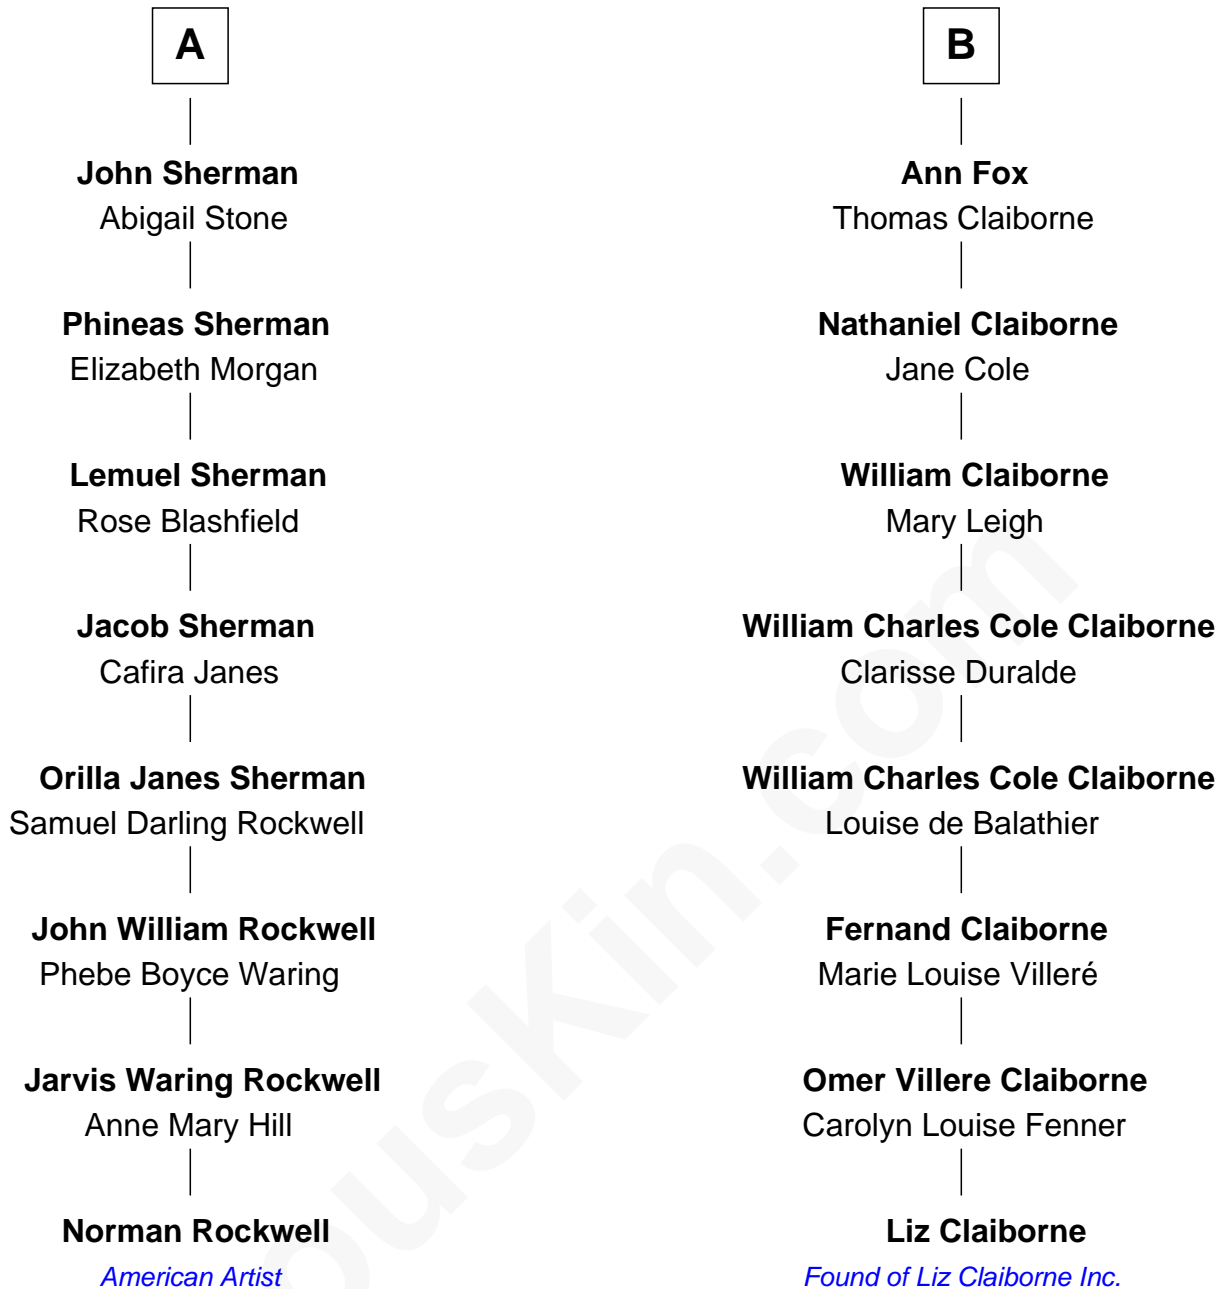 A
John Sherman
Abigail Stone
Phineas Sherman
Elizabeth Morgan
Lemuel Sherman
Rose Blashfield
Jacob Sherman
Cafira Janes
Orilla Janes Sherman
Samuel Darling Rockwell
John William Rockwell
Phebe Boyce Waring
Jarvis Waring Rockwell
Anne Mary Hill
Norman Rockwell
American Artist
B
Ann Fox
Thomas Claiborne
Nathaniel Claiborne
Jane Cole
William Claiborne
Mary Leigh
William Charles Cole Claiborne
Clarisse Duralde
William Charles Cole Claiborne
Louise de Balathier
Fernand Claiborne
Marie Louise Villeré
Omer Villere Claiborne
Carolyn Louise Fenner
Liz Claiborne
Found of Liz Claiborne Inc.
ousKin.com